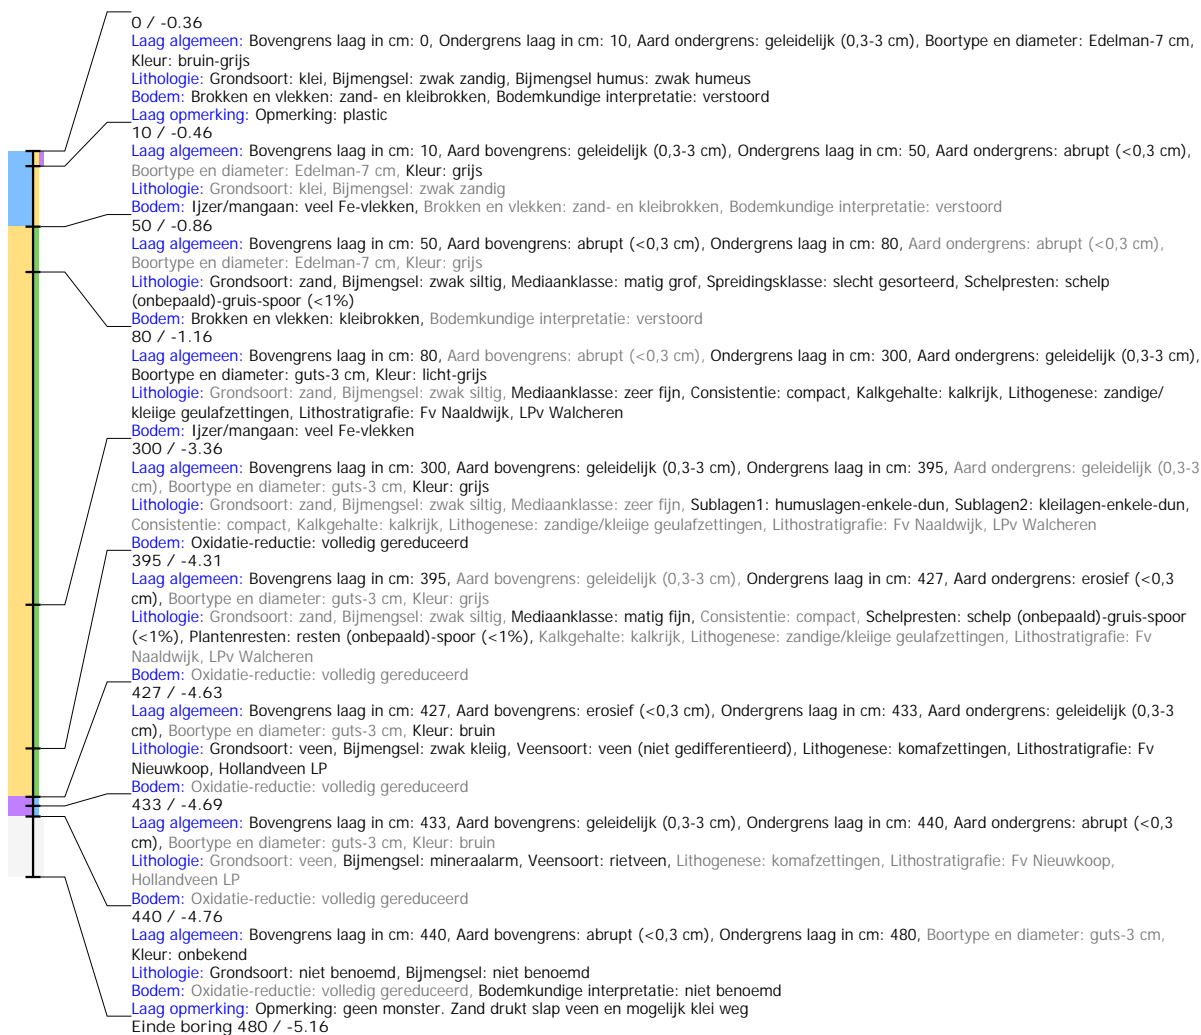 0 / -0.36
Laag algemeen: Bovengrens laag in cm: 0, Ondergrens laag in cm: 10, Aard ondergrens: geleidelijk (0,3-3 cm), Boortype en diameter: Edelman-7 cm,
Kleur: bruin-grijs
Lithologie: Grondsoort: klei, Bijmengsel: zwak zandig, Bijmengsel humus: zwak humeus
Bodem: Brokken en vlekken: zand- en kleibrokken, Bodemkundige interpretatie: verstoord
Laag opmerking: Opmerking: plastic
10 / -0.46
Laag algemeen: Bovengrens laag in cm: 10, Aard bovengrens: geleidelijk (0,3-3 cm), Ondergrens laag in cm: 50, Aard ondergrens: abrupt (<0,3 cm),
Boortype en diameter: Edelman-7 cm, Kleur: grijs
Lithologie: Grondsoort: klei, Bijmengsel: zwak zandig
Bodem: Ijzer/mangaan: veel Fe-vlekken, Brokken en vlekken: zand- en kleibrokken, Bodemkundige interpretatie: verstoord
50 / -0.86
Laag algemeen: Bovengrens laag in cm: 50, Aard bovengrens: abrupt (<0,3 cm), Ondergrens laag in cm: 80, Aard ondergrens: abrupt (<0,3 cm),
Boortype en diameter: Edelman-7 cm, Kleur: grijs
Lithologie: Grondsoort: zand, Bijmengsel: zwak siltig, Mediaanklasse: matig grof, Spreidingsklasse: slecht gesorteerd, Schelpresten: schelp
(onbepaald)-gruis-spoor (<1%)
Bodem: Brokken en vlekken: kleibrokken, Bodemkundige interpretatie: verstoord
80 / -1.16
Laag algemeen: Bovengrens laag in cm: 80, Aard bovengrens: abrupt (<0,3 cm), Ondergrens laag in cm: 300, Aard ondergrens: geleidelijk (0,3-3 cm),
Boortype en diameter: guts-3 cm, Kleur: licht-grijs
Lithologie: Grondsoort: zand, Bijmengsel: zwak siltig, Mediaanklasse: zeer fijn, Consistentie: compact, Kalkgehalte: kalkrijk, Lithogenese: zandige/
kleiige geulafzettingen, Lithostratigrafie: Fv Naaldwijk, LPv Walcheren
Bodem: Ijzer/mangaan: veel Fe-vlekken
300 / -3.36
Laag algemeen: Bovengrens laag in cm: 300, Aard bovengrens: geleidelijk (0,3-3 cm), Ondergrens laag in cm: 395, Aard ondergrens: geleidelijk (0,3-3
cm), Boortype en diameter: guts-3 cm, Kleur: grijs
Lithologie: Grondsoort: zand, Bijmengsel: zwak siltig, Mediaanklasse: zeer fijn, Sublagen1: humuslagen-enkele-dun, Sublagen2: kleilagen-enkele-dun,
Consistentie: compact, Kalkgehalte: kalkrijk, Lithogenese: zandige/kleiige geulafzettingen, Lithostratigrafie: Fv Naaldwijk, LPv Walcheren
Bodem: Oxidatie-reductie: volledig gereduceerd
395 / -4.31
Laag algemeen: Bovengrens laag in cm: 395, Aard bovengrens: geleidelijk (0,3-3 cm), Ondergrens laag in cm: 427, Aard ondergrens: erosief (<0,3
cm), Boortype en diameter: guts-3 cm, Kleur: grijs
Lithologie: Grondsoort: zand, Bijmengsel: zwak siltig, Mediaanklasse: matig fijn, Consistentie: compact, Schelpresten: schelp (onbepaald)-gruis-spoor
(<1%), Plantenresten: resten (onbepaald)-spoor (<1%), Kalkgehalte: kalkrijk, Lithogenese: zandige/kleiige geulafzettingen, Lithostratigrafie: Fv
Naaldwijk, LPv Walcheren
Bodem: Oxidatie-reductie: volledig gereduceerd
427 / -4.63
Laag algemeen: Bovengrens laag in cm: 427, Aard bovengrens: erosief (<0,3 cm), Ondergrens laag in cm: 433, Aard ondergrens: geleidelijk (0,3-3
cm), Boortype en diameter: guts-3 cm, Kleur: bruin
Lithologie: Grondsoort: veen, Bijmengsel: zwak kleiig, Veensoort: veen (niet gedifferentieerd), Lithogenese: komafzettingen, Lithostratigrafie: Fv
Nieuwkoop, Hollandveen LP
Bodem: Oxidatie-reductie: volledig gereduceerd
433 / -4.69
Laag algemeen: Bovengrens laag in cm: 433, Aard bovengrens: geleidelijk (0,3-3 cm), Ondergrens laag in cm: 440, Aard ondergrens: abrupt (<0,3
cm), Boortype en diameter: guts-3 cm, Kleur: bruin
Lithologie: Grondsoort: veen, Bijmengsel: mineraalarm, Veensoort: rietveen, Lithogenese: komafzettingen, Lithostratigrafie: Fv Nieuwkoop,
Hollandveen LP
Bodem: Oxidatie-reductie: volledig gereduceerd
440 / -4.76
Laag algemeen: Bovengrens laag in cm: 440, Aard bovengrens: abrupt (<0,3 cm), Ondergrens laag in cm: 480, Boortype en diameter: guts-3 cm,
Kleur: onbekend
Lithologie: Grondsoort: niet benoemd, Bijmengsel: niet benoemd
Bodem: Oxidatie-reductie: volledig gereduceerd, Bodemkundige interpretatie: niet benoemd
Laag opmerking: Opmerking: geen monster. Zand drukt slap veen en mogelijk klei weg
Einde boring 480 / -5.16